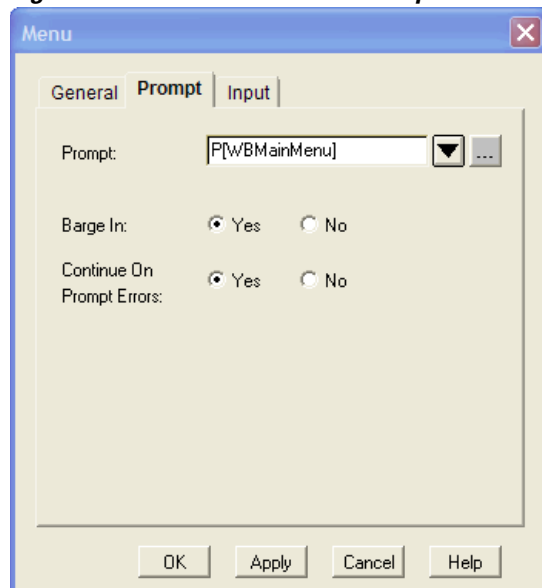 Menu
General Prompt Input
Prompt: P[WBMainMenu] ...
Barge In: Yes No
Continue On
Prompt Errors: Yes No
OK Apply Cancel Help